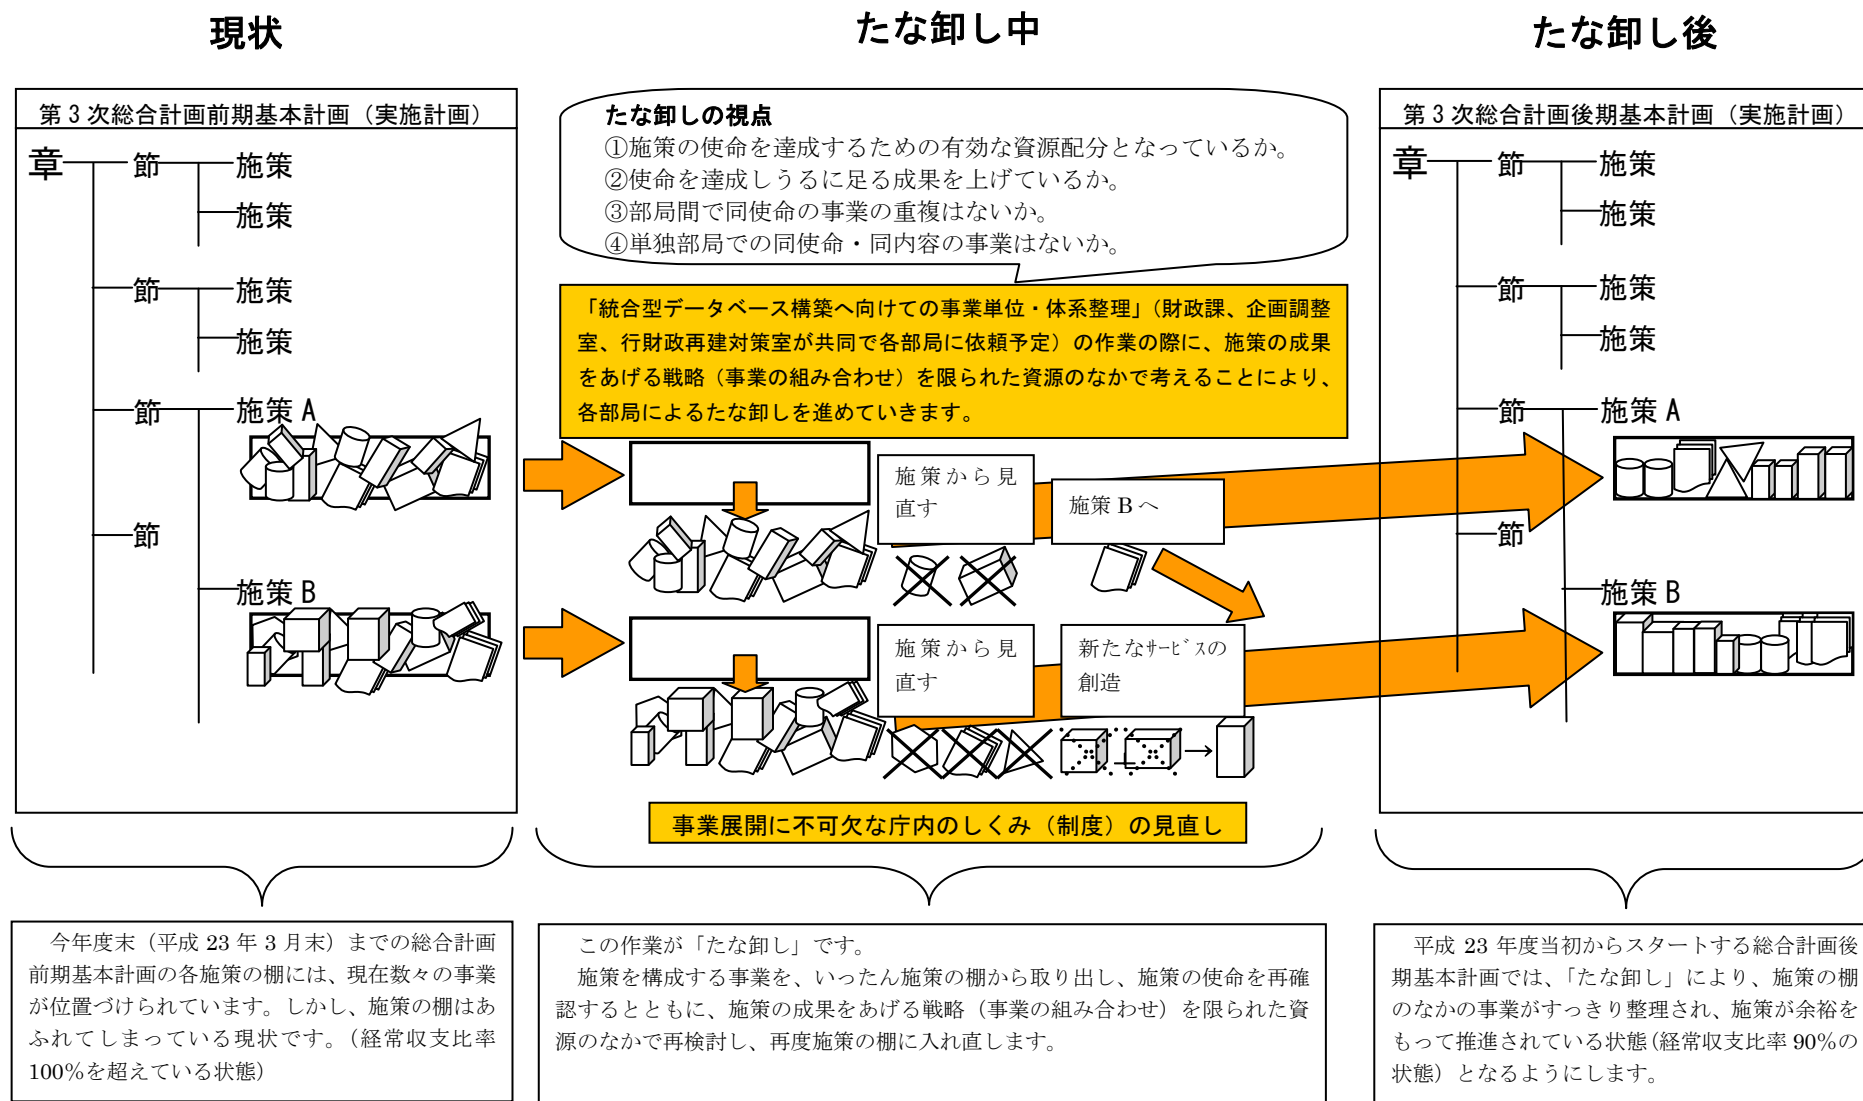 現状
たな卸し中
たな卸し後
第３次総合計画前期基本計画（実施計画）
章
節
施策
施策
節
施策
施策
節
施策 A
節
施策 B
たな卸しの視点
①施策の使命を達成するための有効な資源配分となっているか。
②使命を達成しうるに足る成果を上げているか。
③部局間で同使命の事業の重複はないか。
④単独部局での同使命・同内容の事業はないか。
「統合型データベース構築へ向けての事業単位・体系整理」（財政課、企画調整
室、行財政再建対策室が共同で各部局に依頼予定）の作業の際に、施策の成果
をあげる戦略（事業の組み合わせ）を限られた資源のなかで考えることにより、
各部局によるたな卸しを進めていきます。
施策から見
直す
施策 B へ
施策から見
直す
新たなｻｰﾋﾞｽの
創造
事業展開に不可欠な庁内のしくみ（制度）の見直し
第３次総合計画後期基本計画（実施計画）
章
節
施策
施策
節
施策
施策
節
施策 A
節
施策 B
今年度末（平成 23 年 3 月末）までの総合計画
前期基本計画の各施策の棚には、現在数々の事業
が位置づけられています。しかし、施策の棚はあ
ふれてしまっている現状です。（経常収支比率
100％を超えている状態）
この作業が「たな卸し」です。
施策を構成する事業を、いったん施策の棚から取り出し、施策の使命を再確
認するとともに、施策の成果をあげる戦略（事業の組み合わせ）を限られた資
源のなかで再検討し、再度施策の棚に入れ直します。
平成 23 年度当初からスタートする総合計画後
期基本計画では、「たな卸し」により、施策の棚
のなかの事業がすっきり整理され、施策が余裕を
もって推進されている状態（経常収支比率 90％の
状態）となるようにします。